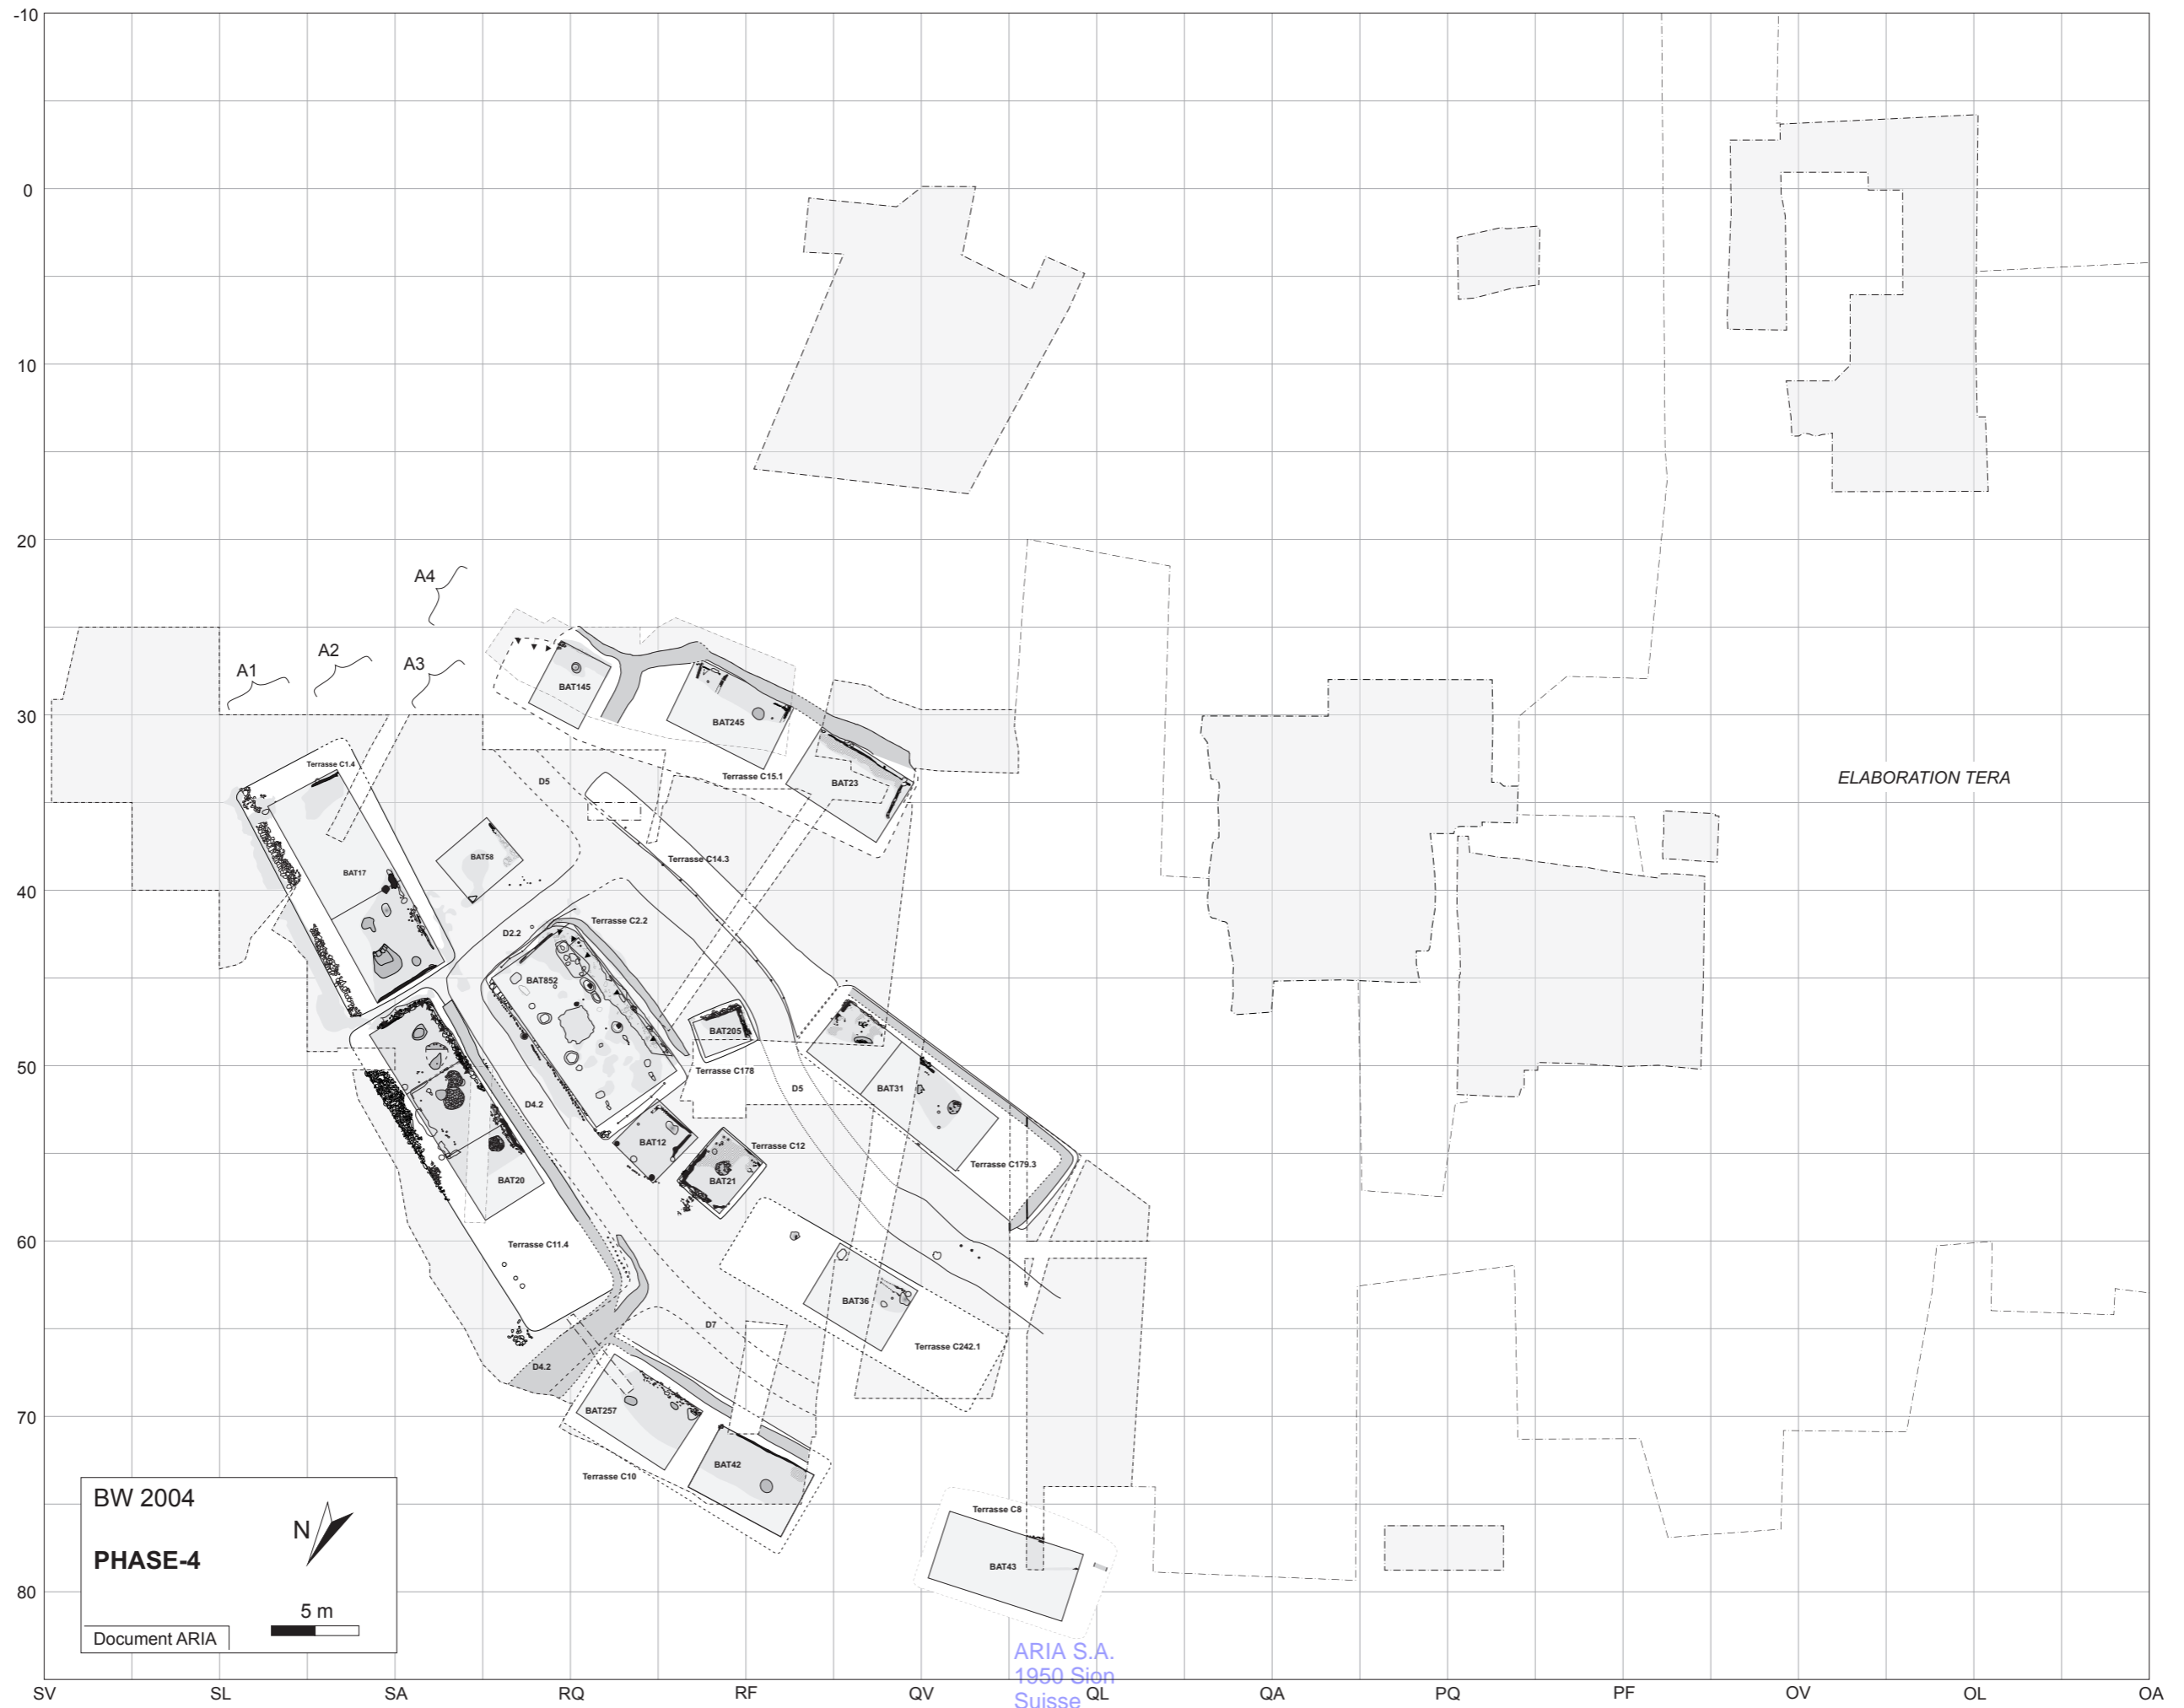 -10
0
10
20
30
40
50
60
70
80
A4
A2
A1
A3
BAT145
BAT245
Terrasse C1.4
Terrasse C15.1
D5
BAT23
ELABORATION TERA
BAT58
Terrasse C14.3
BAT17
Terrasse C2.2
D2.2
BAT852
BAT205
Terrasse C178
D5
BAT31
D4.2
BAT12
Terrasse C12
Terrasse C179.3
BAT20
BAT21
Terrasse C11.4
BAT36
D7
Terrasse C242.1
D4.2
BAT257
BAT42
Terrasse C10
Terrasse C8
BAT43
BW 2004
N
PHASE-4
5 m
Document ARIA
ARIA S.A.
1950 Sion
Suisse
SV SL SA RQ RF QV QL QA PQ PF OV OL OA